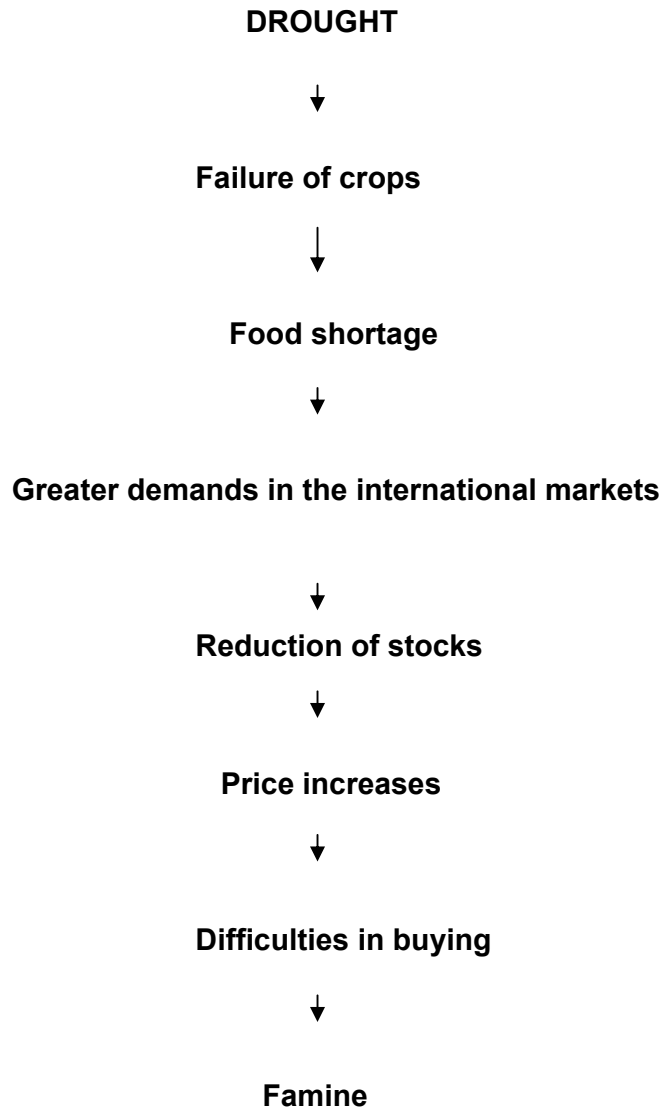 DROUGHT
Failure of crops
Food shortage
Greater demands in the international markets
Reduction of stocks
Price increases
Difficulties in buying
Famine